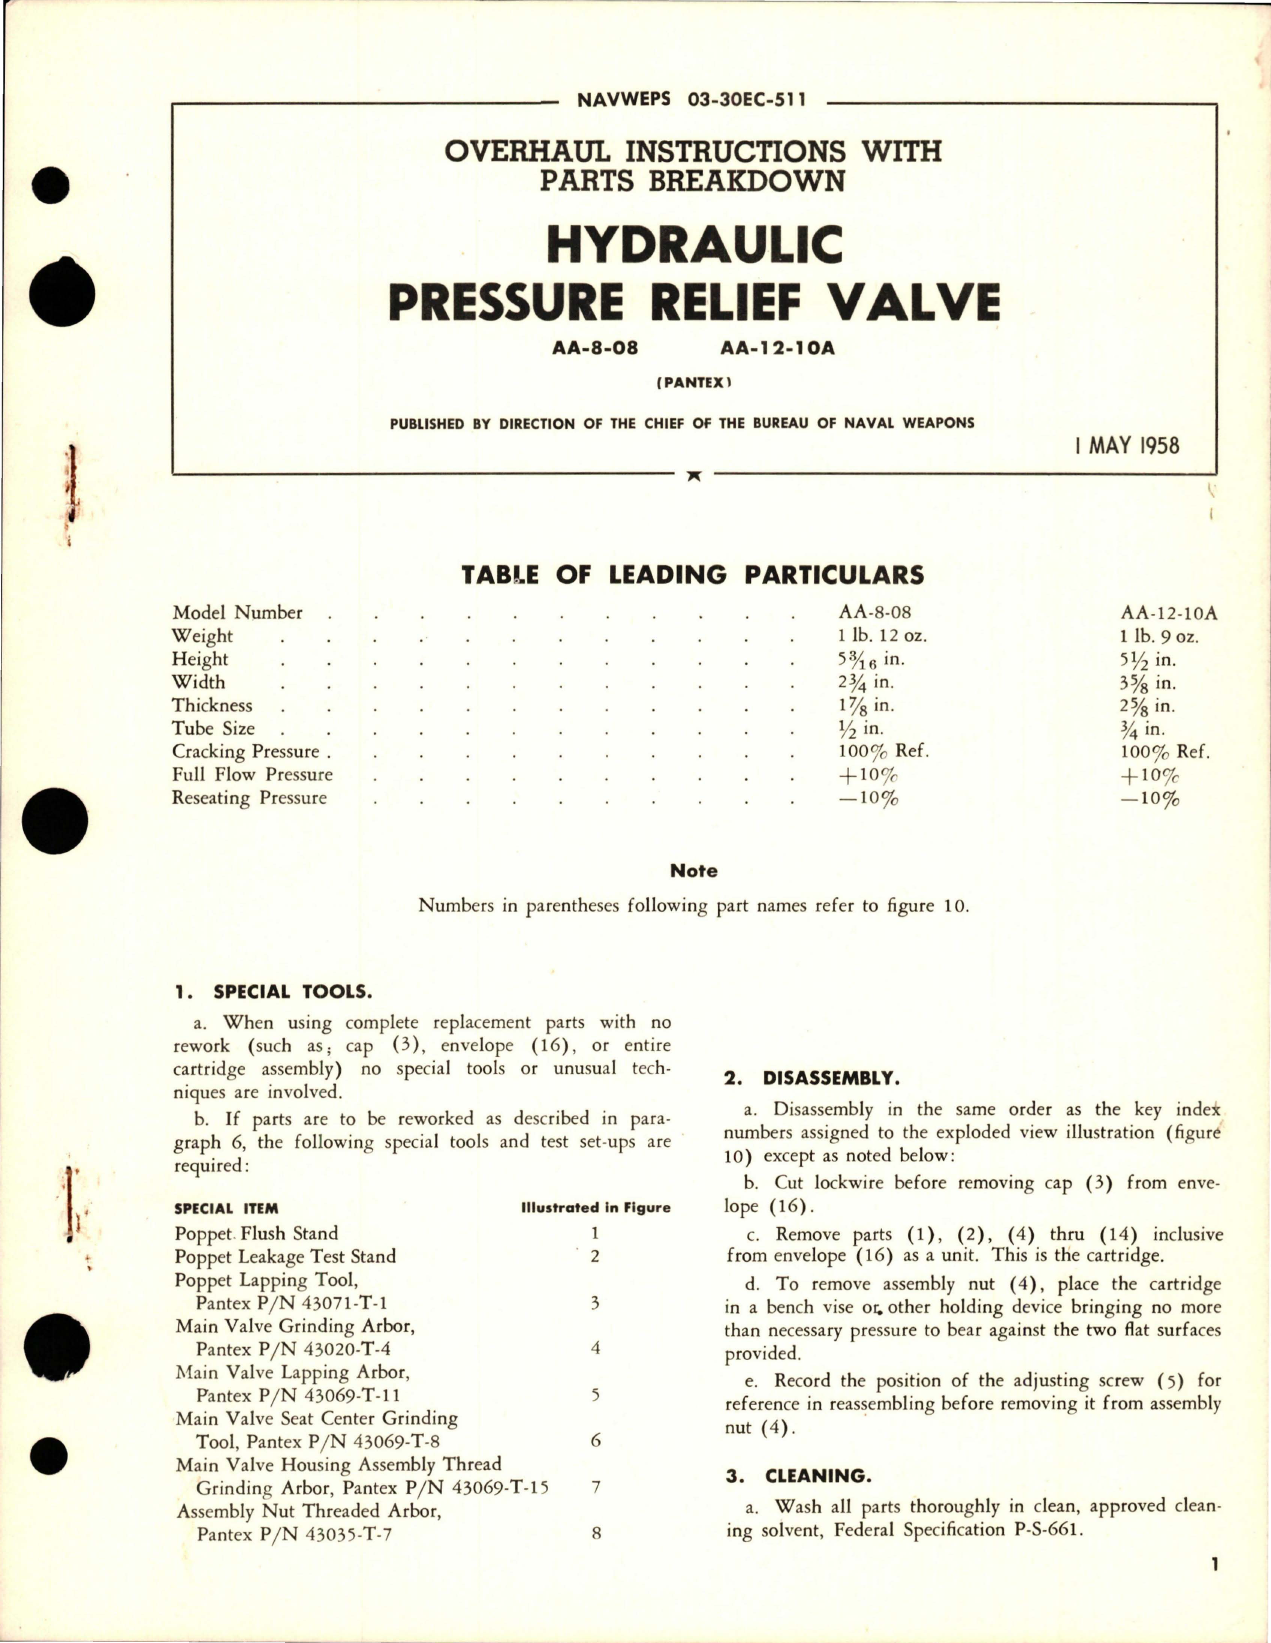 NAVWEPS 03-30EC-511
OVERHAUL INSTRUCTIONS WITH
PARTS BREAKDOWN
HYDRAULIC
PRESSURE RELIEF VALVE
AA-8-08 AA-12-10A
(PANTEX)
PUBLISHED BY DIRECTION OF THE CHIEF OF THE BUREAU OF NAVAL WEAPONS
1 MAY 1958
TABLE OF LEADING PARTICULARS
Model Number . . . . . . . . . . . AA-8-08 AA-12-10A
Weight . . . . . . . . . . . . 1 lb. 12 oz. 1 lb. 9 oz.
Height . . . . . . . . . . . . 5 3/16 in. 5½ in.
Width . . . . . . . . . . . . 2¾ in. 3⅝ in.
Thickness . . . . . . . . . . . . 1⅞ in. 2⅝ in.
Tube Size . . . . . . . . . . . . ½ in. ¾ in.
Cracking Pressure . . . . . . . . . . . 100% Ref. 100% Ref.
Full Flow Pressure . . . . . . . . . . +10% +10%
Reseating Pressure . . . . . . . . . . —10% —10%
Note
Numbers in parentheses following part names refer to figure 10.
1. SPECIAL TOOLS.
a. When using complete replacement parts with no
rework (such as; cap (3), envelope (16), or entire
cartridge assembly) no special tools or unusual tech-
niques are involved.
b. If parts are to be reworked as described in para-
graph 6, the following special tools and test set-ups are
required:
SPECIAL ITEM Illustrated in Figure
Poppet Flush Stand 1
Poppet Leakage Test Stand 2
Poppet Lapping Tool,
Pantex P/N 43071-T-1 3
Main Valve Grinding Arbor,
Pantex P/N 43020-T-4 4
Main Valve Lapping Arbor,
Pantex P/N 43069-T-11 5
Main Valve Seat Center Grinding
Tool, Pantex P/N 43069-T-8 6
Main Valve Housing Assembly Thread
Grinding Arbor, Pantex P/N 43069-T-15 7
Assembly Nut Threaded Arbor,
Pantex P/N 43035-T-7 8
2. DISASSEMBLY.
a. Disassembly in the same order as the key index
numbers assigned to the exploded view illustration (figure
10) except as noted below:
b. Cut lockwire before removing cap (3) from enve-
lope (16).
c. Remove parts (1), (2), (4) thru (14) inclusive
from envelope (16) as a unit. This is the cartridge.
d. To remove assembly nut (4), place the cartridge
in a bench vise or other holding device bringing no more
than necessary pressure to bear against the two flat surfaces
provided.
e. Record the position of the adjusting screw (5) for
reference in reassembling before removing it from assembly
nut (4).
3. CLEANING.
a. Wash all parts thoroughly in clean, approved clean-
ing solvent, Federal Specification P-S-661.
1